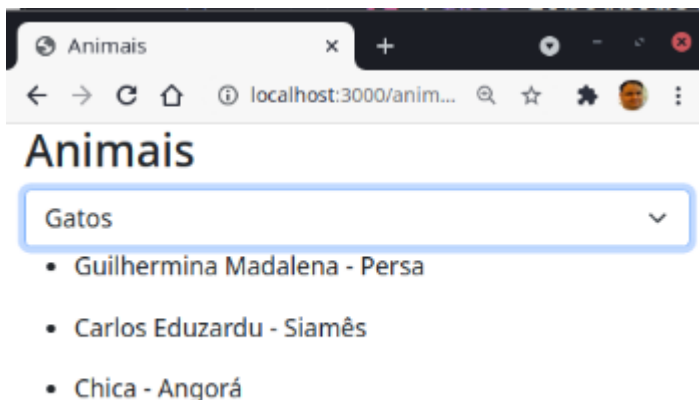 Animais
localhost:3000/anim...
Animais
Gatos
Guilhermina Madalena - Persa
Carlos Eduzardu - Siamês
Chica - Angorá